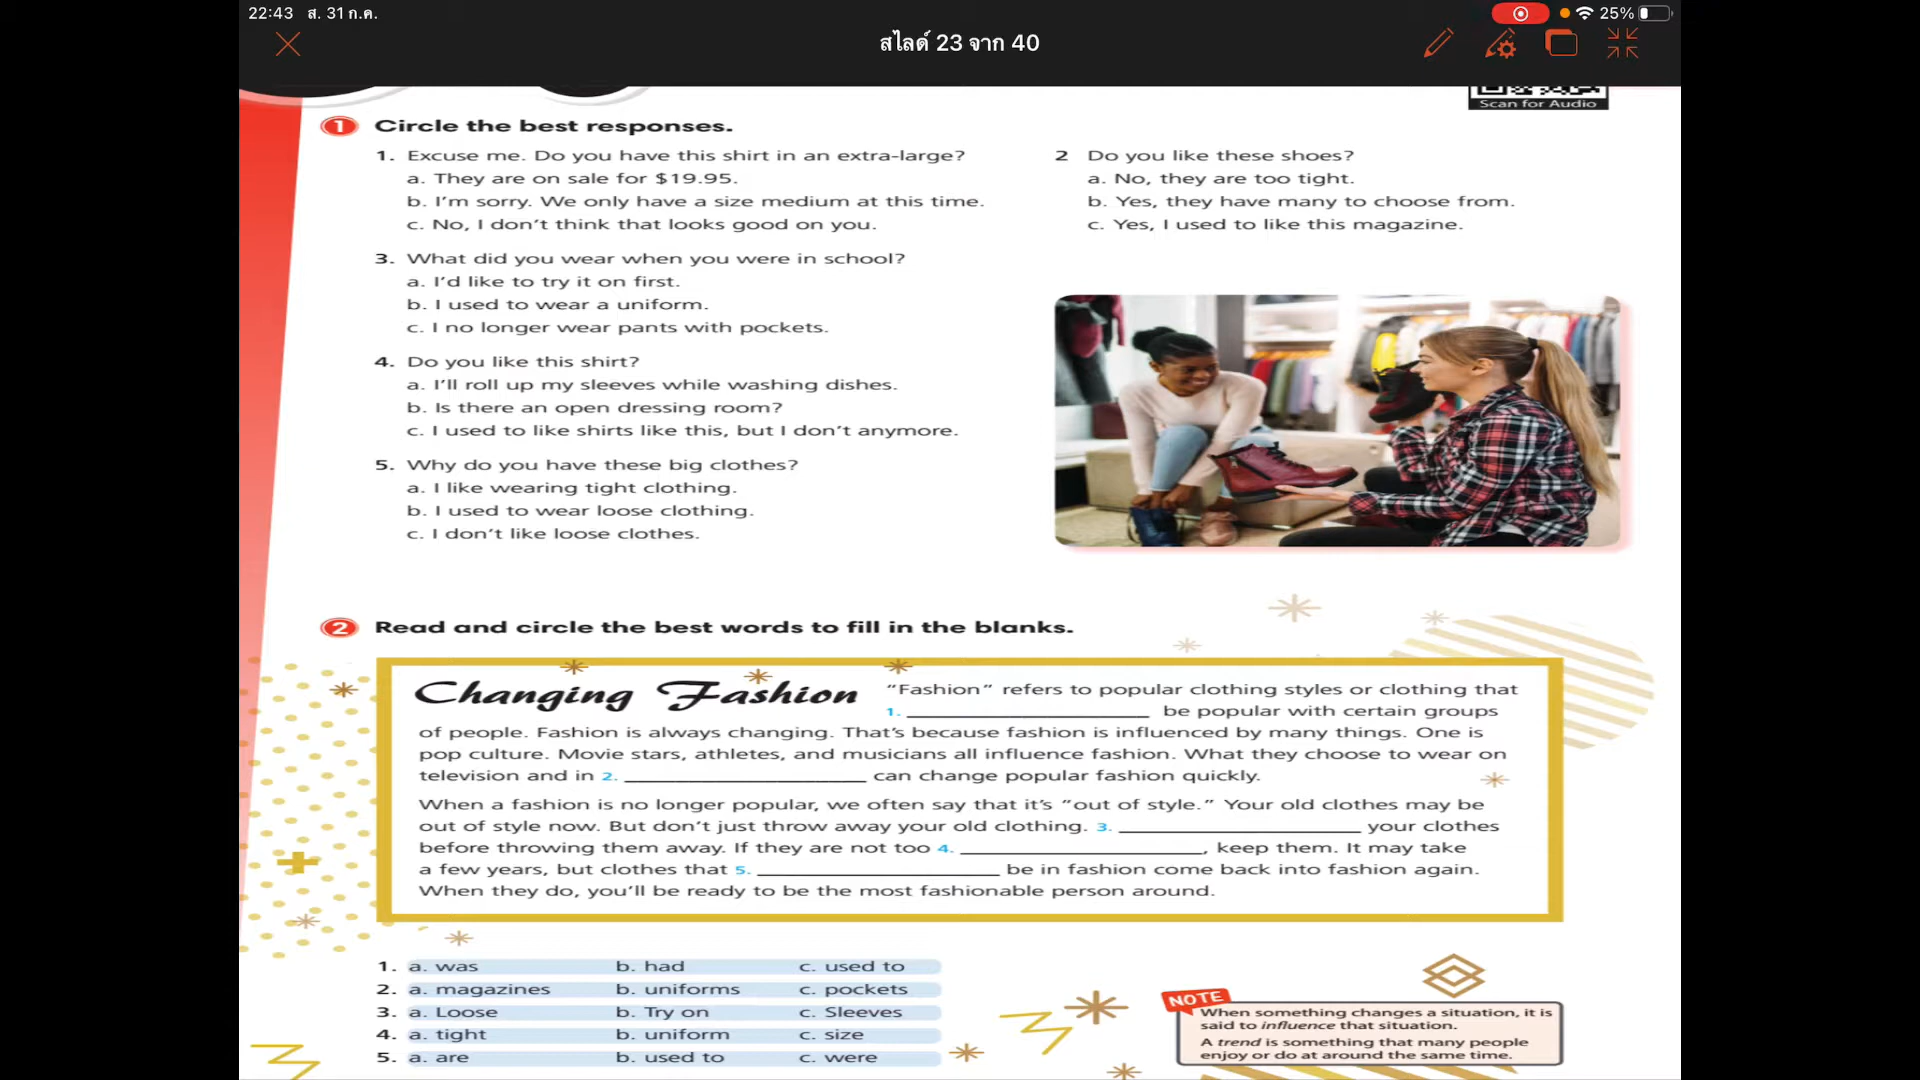 22:43 ส. 31 ก.ค.
25%
สไลด์ 23 จาก 40
Scan for Audio
1 Circle the best responses.
1. Excuse me. Do you have this shirt in an extra-large?
a. They are on sale for $19.95.
b. I'm sorry. We only have a size medium at this time.
c. No, I don't think that looks good on you.
2 Do you like these shoes?
a. No, they are too tight.
b. Yes, they have many to choose from.
c. Yes, I used to like this magazine.
3. What did you wear when you were in school?
a. I'd like to try it on first.
b. I used to wear a uniform.
c. I no longer wear pants with pockets.
4. Do you like this shirt?
a. I'll roll up my sleeves while washing dishes.
b. Is there an open dressing room?
c. I used to like shirts like this, but I don't anymore.
5. Why do you have these big clothes?
a. I like wearing tight clothing.
b. I used to wear loose clothing.
c. I don't like loose clothes.
2 Read and circle the best words to fill in the blanks.
Changing Fashion
"Fashion" refers to popular clothing styles or clothing that
1. ____________________ be popular with certain groups
of people. Fashion is always changing. That's because fashion is influenced by many things. One is
pop culture. Movie stars, athletes, and musicians all influence fashion. What they choose to wear on
television and in 2. ____________________ can change popular fashion quickly.
When a fashion is no longer popular, we often say that it's "out of style." Your old clothes may be
out of style now. But don't just throw away your old clothing. 3. ____________________ your clothes
before throwing them away. If they are not too 4. ____________________, keep them. It may take
a few years, but clothes that 5. ____________________ be in fashion come back into fashion again.
When they do, you'll be ready to be the most fashionable person around.
1. a. was b. had c. used to
2. a. magazines b. uniforms c. pockets
3. a. Loose b. Try on c. Sleeves
4. a. tight b. uniform c. size
5. a. are b. used to c. were
NOTE
When something changes a situation, it is
said to influence that situation.
A trend is something that many people
enjoy or do at around the same time.